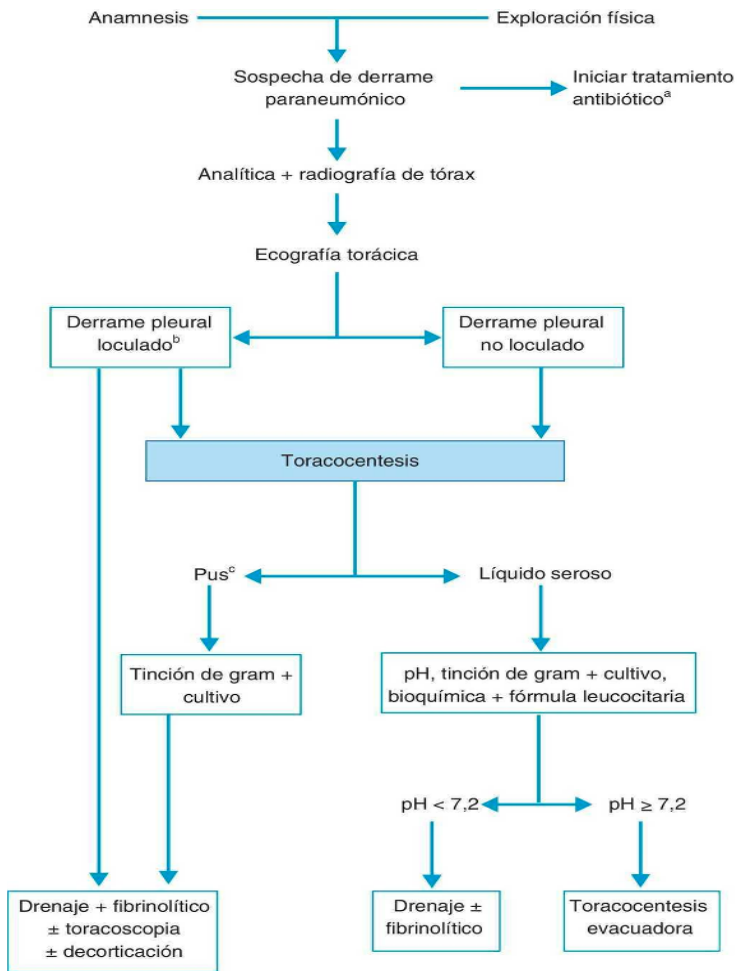 Anamnesis
Exploración física
Sospecha de derrame
paraneumónico
Iniciar tratamiento
antibiótico^a
Analítica + radiografía de tórax
Ecografía torácica
Derrame pleural
loculado^b
Derrame pleural
no loculado
Toracocentesis
Pus^c
Líquido seroso
Tinción de gram +
cultivo
pH, tinción de gram + cultivo,
bioquímica + fórmula leucocitaria
pH < 7,2
pH ≥ 7,2
Drenaje + fibrinolítico
± toracoscopia
± decorticación
Drenaje ±
fibrinolítico
Toracocentesis
evacuadora